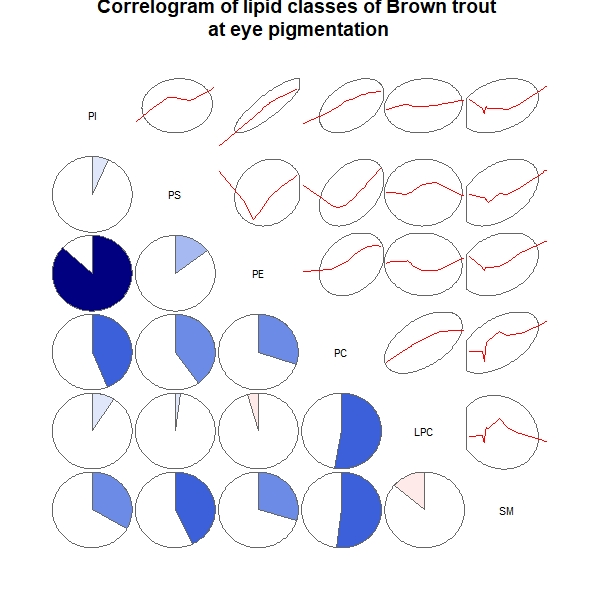 Correlogram of lipid classes of Brown trout
at eye pigmentation
PI
PS
PE
PC
LPC
SM